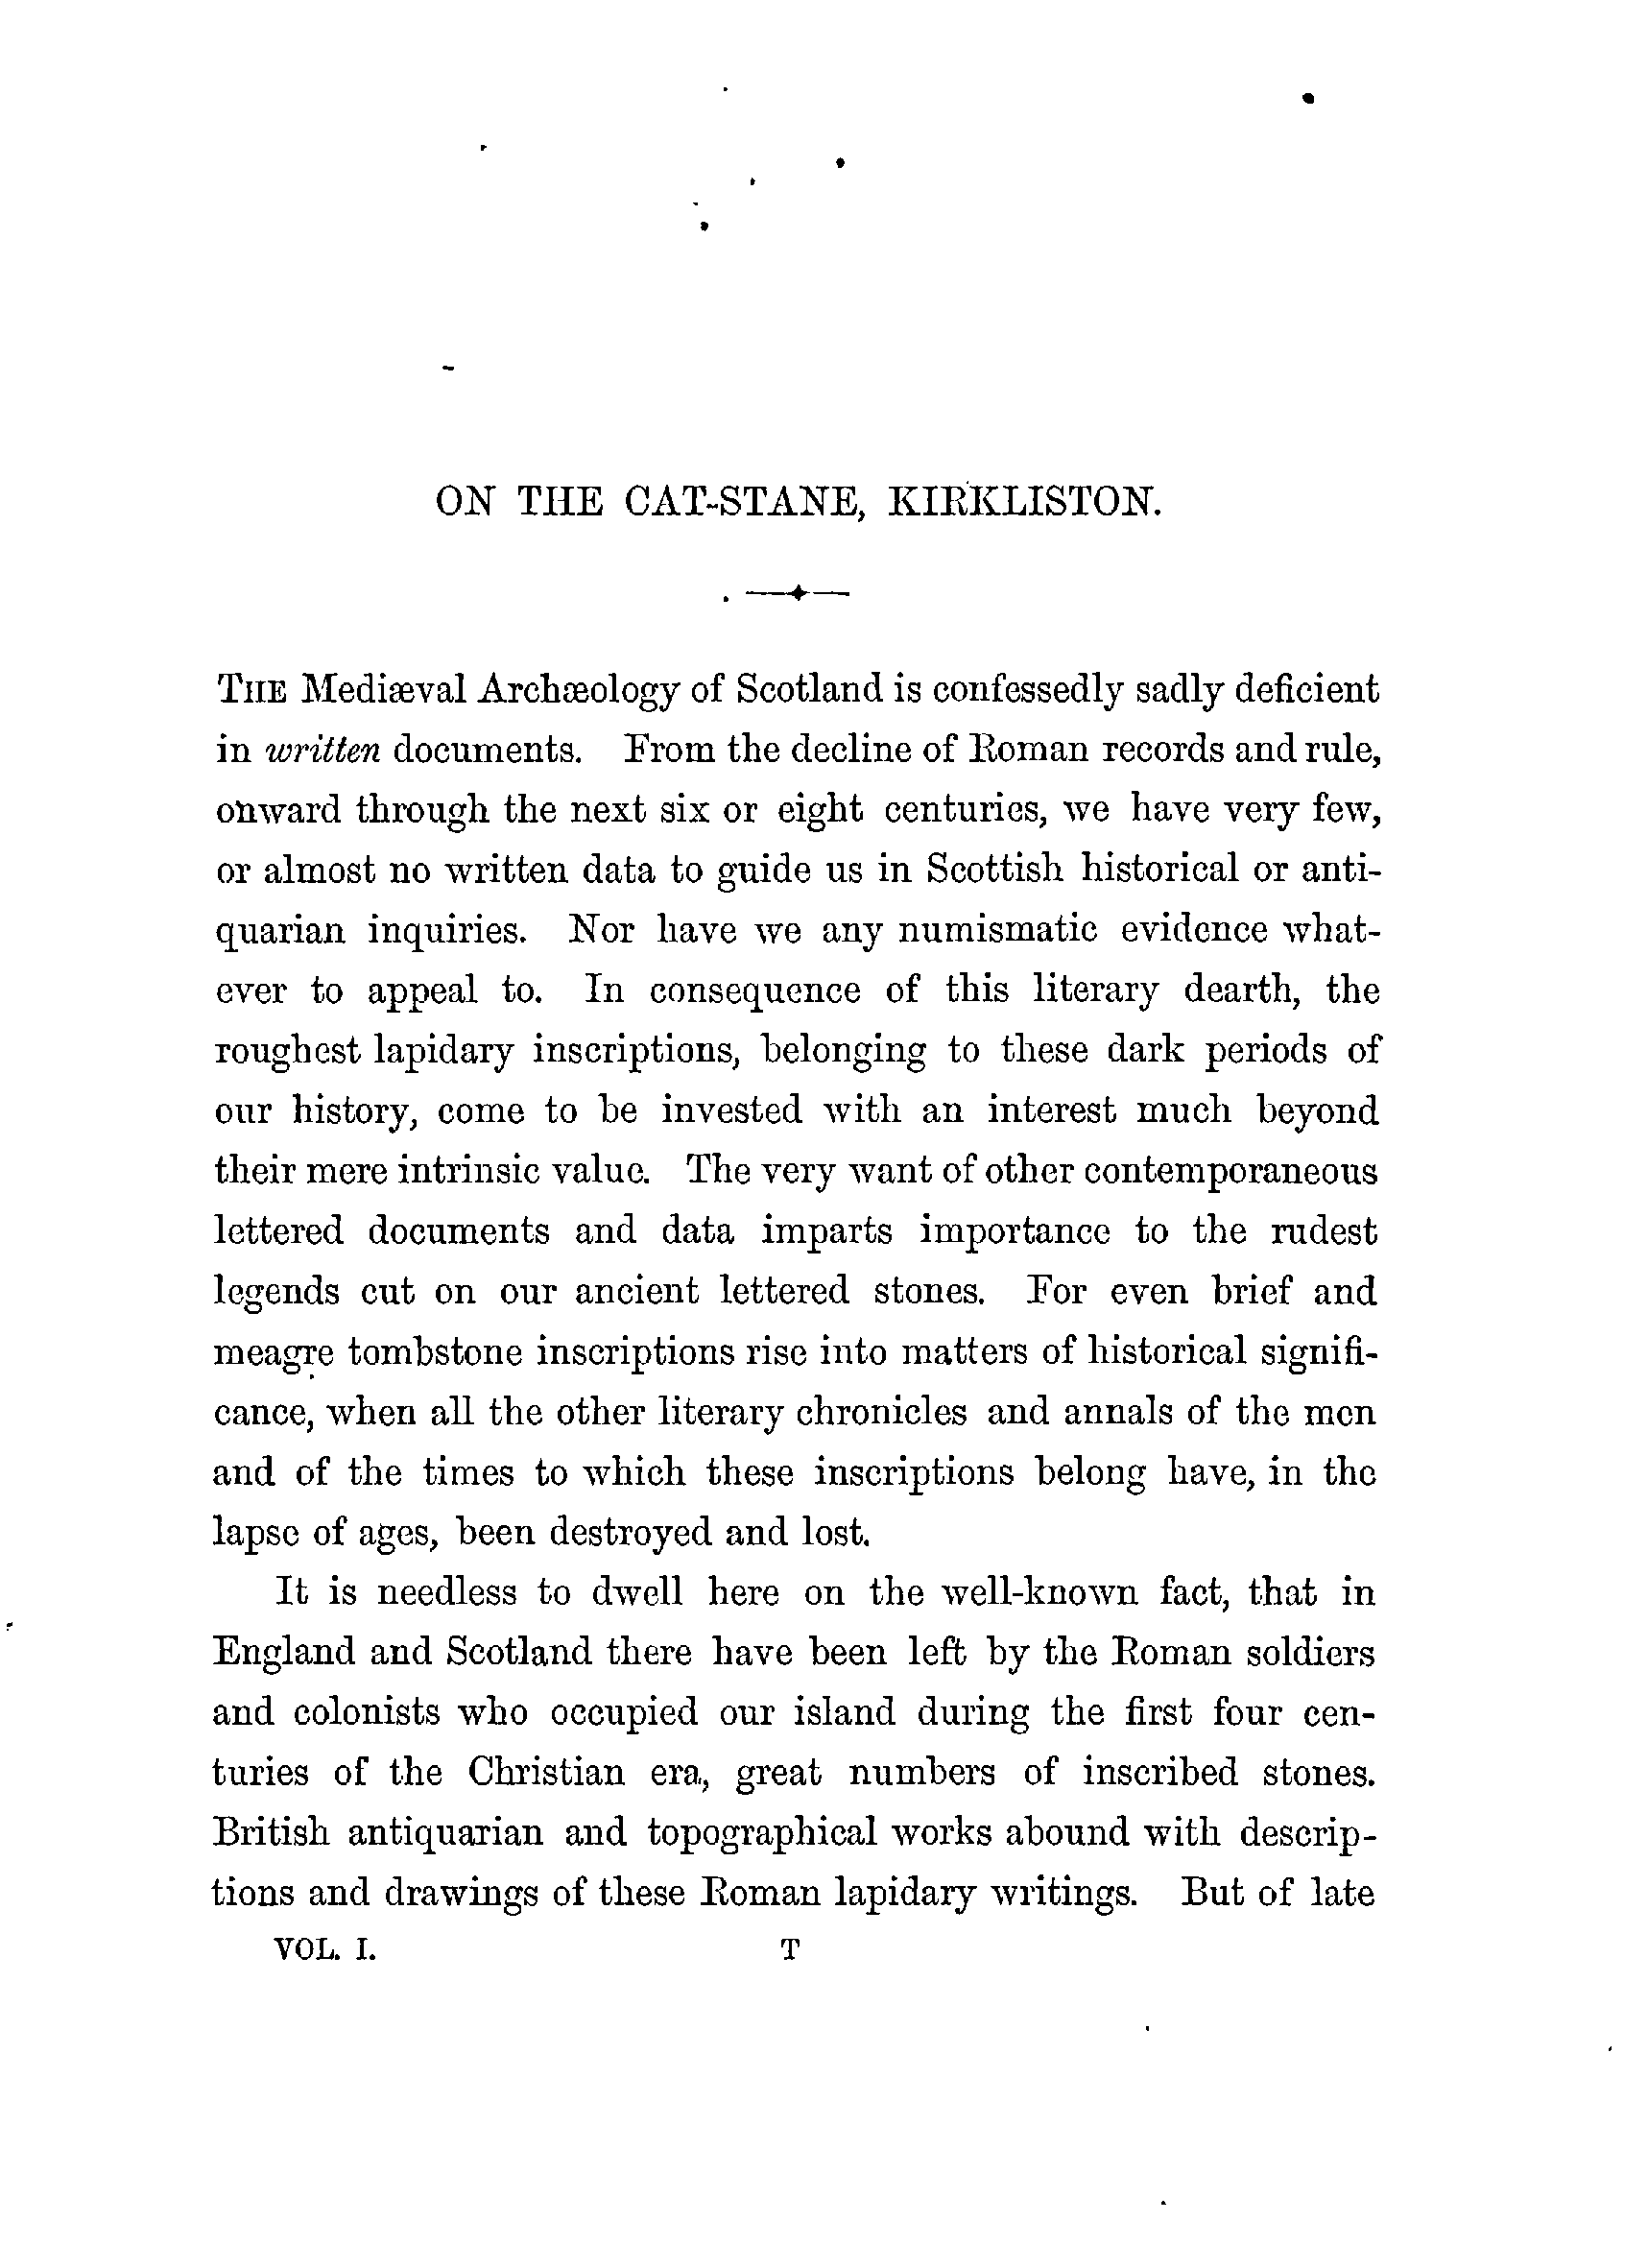 ON THE CAT-STANE, KIRKLISTON.
THE Mediæval Archæology of Scotland is confessedly sadly deficient
in written documents. From the decline of Roman records and rule,
onward through the next six or eight centuries, we have very few,
or almost no written data to guide us in Scottish historical or anti-
quarian inquiries. Nor have we any numismatic evidence what-
ever to appeal to. In consequence of this literary dearth, the
roughest lapidary inscriptions, belonging to these dark periods of
our history, come to be invested with an interest much beyond
their mere intrinsic value. The very want of other contemporaneous
lettered documents and data imparts importance to the rudest
legends cut on our ancient lettered stones. For even brief and
meagre tombstone inscriptions rise into matters of historical signifi-
cance, when all the other literary chronicles and annals of the men
and of the times to which these inscriptions belong have, in the
lapse of ages, been destroyed and lost.
It is needless to dwell here on the well-known fact, that in
England and Scotland there have been left by the Roman soldiers
and colonists who occupied our island during the first four cen-
turies of the Christian era, great numbers of inscribed stones.
British antiquarian and topographical works abound with descrip-
tions and drawings of these Roman lapidary writings. But of late
VOL. I. T